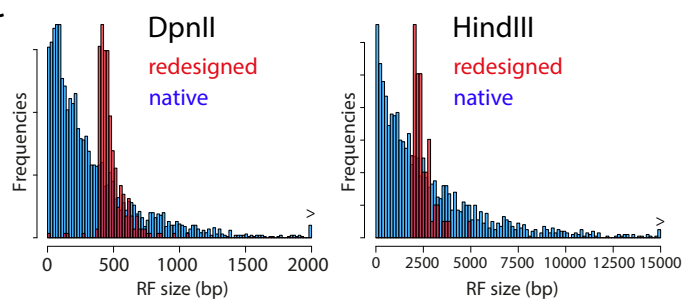 DpnII
redesigned
native
Frequencies
>
0 500 1000 1500 2000
RF size (bp)
HindIII
redesigned
native
Frequencies
>
0 2500 5000 7500 10000 12500 15000
RF size (bp)